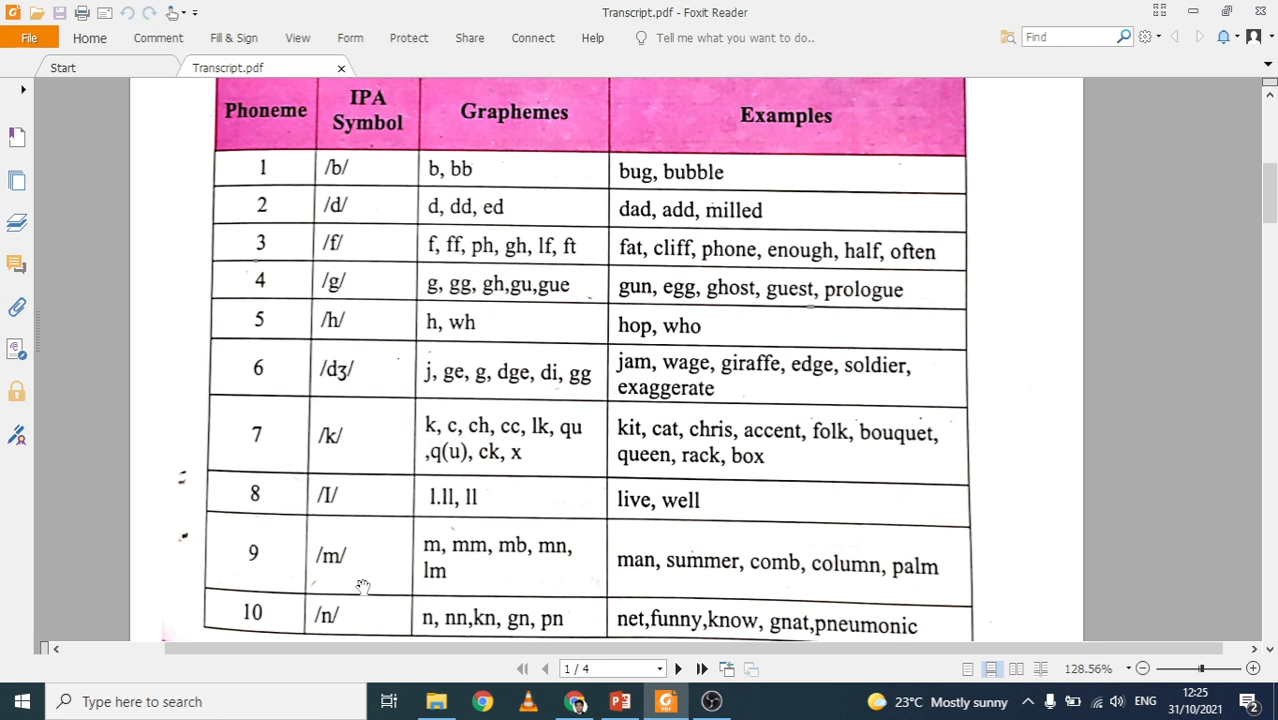 Transcript.pdf - Foxit Reader
File Home Comment Fill & Sign View Form Protect Share Connect Help Tell me what you want to do.. Find
Start Transcript.pdf
Phoneme IPA Symbol Graphemes Examples
1 /b/ b, bb bug, bubble
2 /d/ d, dd, ed dad, add, milled
3 /f/ f, ff, ph, gh, lf, ft fat, cliff, phone, enough, half, often
4 /g/ g, gg, gh,gu,gue gun, egg, ghost, guest, prologue
5 /h/ h, wh hop, who
6 /dʒ/ j, ge, g, dge, di, gg jam, wage, giraffe, edge, soldier,
exaggerate
7 /k/ k, c, ch, cc, lk, qu kit, cat, chris, accent, folk, bouquet,
,q(u), ck, x queen, rack, box
8 /I/ l.ll, ll live, well
9 /m/ m, mm, mb, mn, man, summer, comb, column, palm
lm
10 /n/ n, nn,kn, gn, pn net,funny,know, gnat,pneumonic
1 / 4 128.56%
Type here to search 23°C Mostly sunny ENG 12:25
31/10/2021 2